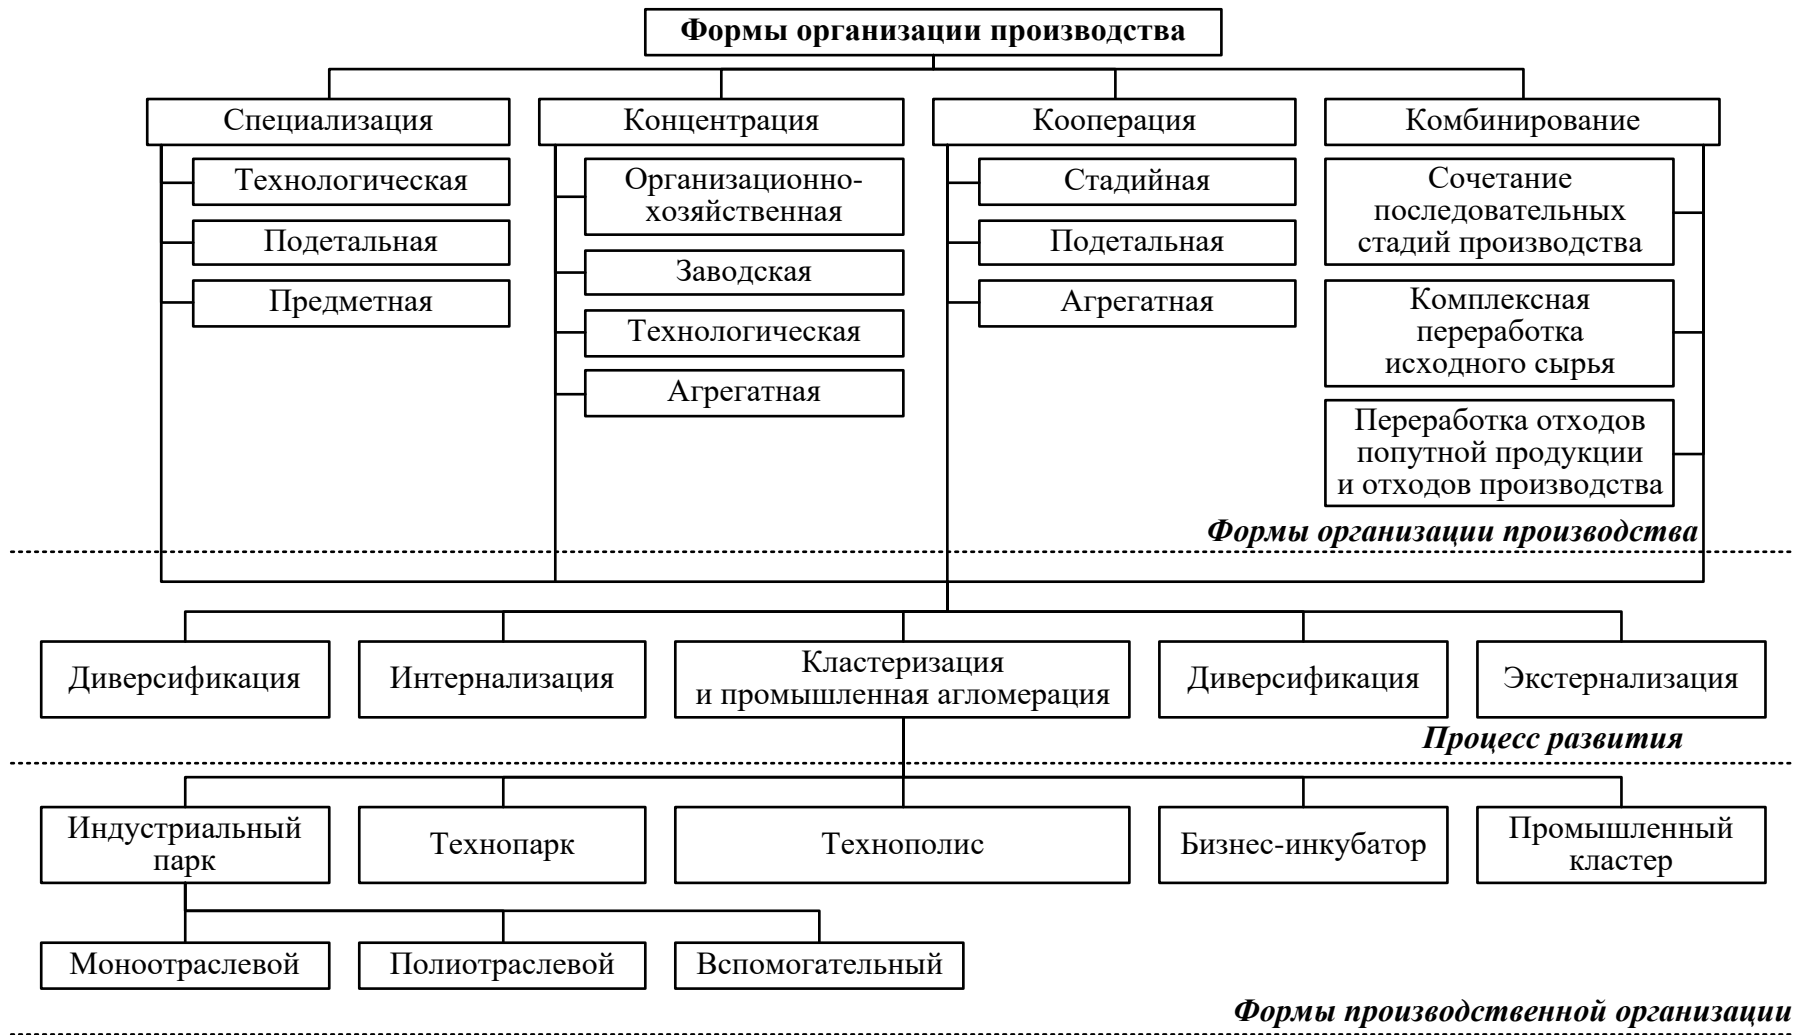 Формы организации производства
Специализация
Технологическая
Подетальная
Предметная
Концентрация
Организационно-
хозяйственная
Заводская
Технологическая
Агрегатная
Кооперация
Стадийная
Подетальная
Агрегатная
Комбинирование
Сочетание
последовательных
стадий производства
Комплексная
переработка
исходного сырья
Переработка отходов
попутной продукции
и отходов производства
Формы организации производства
Диверсификация
Интернализация
Кластеризация
и промышленная агломерация
Диверсификация
Экстернализация
Процесс развития
Индустриальный
парк
Технопарк
Технополис
Бизнес-инкубатор
Промышленный
кластер
Моноотраслевой
Полиотраслевой
Вспомогательный
Формы производственной организации